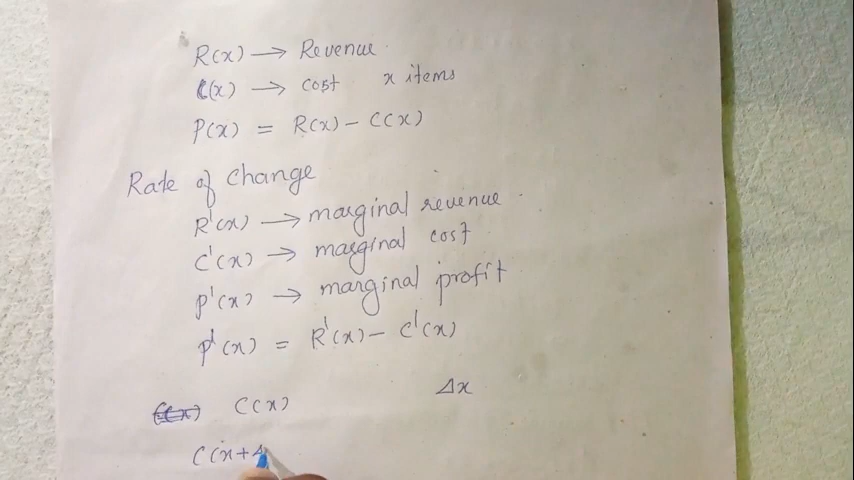 R(x) → Revenue
C(x) → cost x items
P(x) = R(x) - C(x)
Rate of change
R'(x) → marginal revenue
C'(x) → marginal cost
P'(x) → marginal profit
P'(x) = R'(x) - C'(x)
C(x) Δx
C(x+Δ